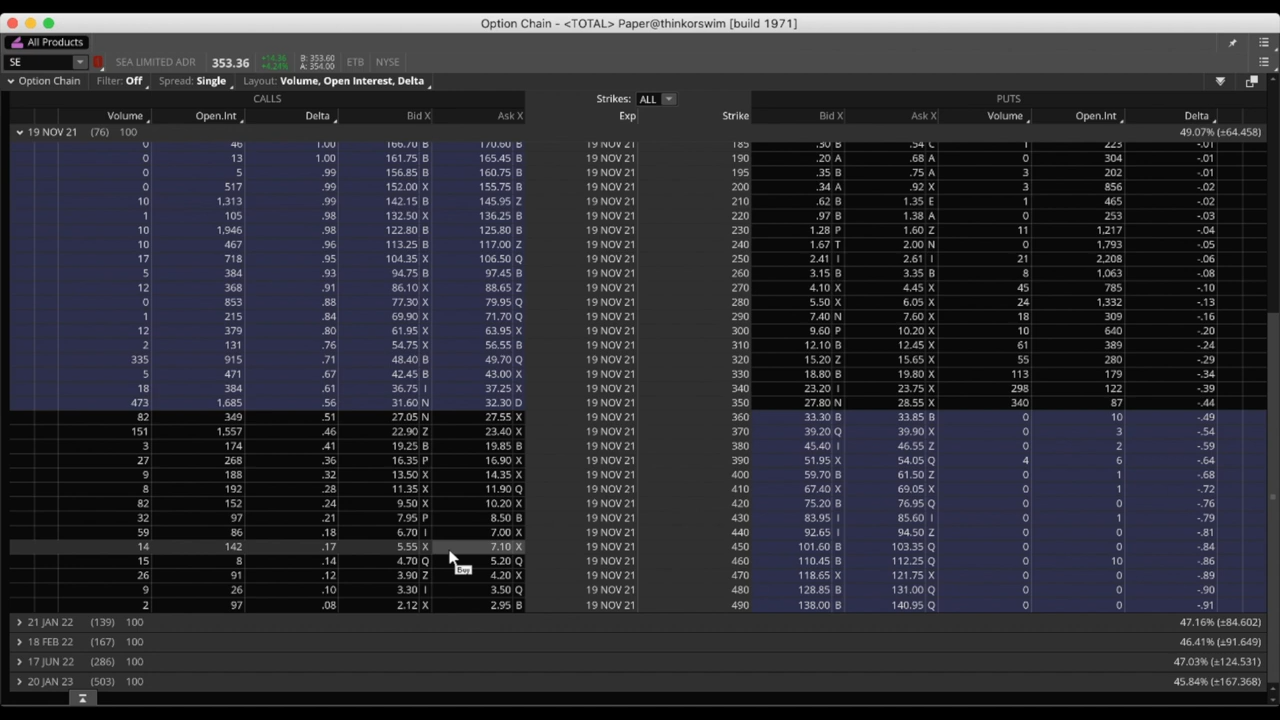 Option Chain - <TOTAL> Paper@thinkorswim [build 1971]
All Products
SE SEA LIMITED ADR 353.36 +14.36 +4.24% B: 353.60 A: 354.00 ETB NYSE
Option Chain Filter: Off Spread: Single Layout: Volume, Open Interest, Delta
CALLS Strikes: ALL PUTS
Volume Open.Int Delta Bid X Ask X Exp Strike Bid X Ask X Volume Open.Int Delta
19 NOV 21 (76) 100 49.07% (±64.458)
0 46 1.00 166.70 B 170.60 B 19 NOV 21 185 .30 B .54 C 1 223 -.01
0 13 1.00 161.75 B 165.45 B 19 NOV 21 190 .20 A .68 A 0 304 -.01
0 5 .99 156.85 B 160.75 B 19 NOV 21 195 .35 B .75 A 3 202 -.01
0 517 .99 152.00 X 155.75 B 19 NOV 21 200 .34 A .92 X 3 856 -.02
10 1,313 .99 142.15 B 145.95 Z 19 NOV 21 210 .62 B 1.35 E 1 465 -.02
1 105 .98 132.50 X 136.25 B 19 NOV 21 220 .97 B 1.38 A 0 253 -.03
10 1,946 .98 122.80 B 125.80 B 19 NOV 21 230 1.28 P 1.60 Z 11 1,217 -.04
10 467 .96 113.25 B 117.00 Z 19 NOV 21 240 1.67 T 2.00 N 0 1,793 -.05
17 718 .95 104.35 X 106.50 Q 19 NOV 21 250 2.41 I 2.61 I 21 2,208 -.06
5 384 .93 94.75 B 97.45 B 19 NOV 21 260 3.15 B 3.35 B 8 1,063 -.08
12 368 .91 86.10 X 88.65 Z 19 NOV 21 270 4.10 X 4.45 X 45 785 -.10
0 853 .88 77.30 X 79.95 Q 19 NOV 21 280 5.50 X 6.05 X 24 1,332 -.13
1 215 .84 69.90 X 71.70 Q 19 NOV 21 290 7.40 N 7.60 X 18 309 -.16
12 379 .80 61.95 X 63.95 X 19 NOV 21 300 9.60 P 10.20 X 10 640 -.20
2 131 .76 54.75 X 56.55 B 19 NOV 21 310 12.10 B 12.45 X 61 389 -.24
335 915 .71 48.40 B 49.70 Q 19 NOV 21 320 15.20 Z 15.65 X 55 280 -.29
5 471 .67 42.45 B 43.00 X 19 NOV 21 330 18.80 B 19.80 X 113 179 -.34
18 384 .61 36.75 I 37.25 X 19 NOV 21 340 23.20 I 23.75 X 298 122 -.39
473 1,685 .56 31.60 N 32.30 D 19 NOV 21 350 27.80 N 28.55 X 340 87 -.44
82 349 .51 27.05 N 27.55 X 19 NOV 21 360 33.30 B 33.85 B 0 10 -.49
151 1,557 .46 22.90 Z 23.40 X 19 NOV 21 370 39.20 Q 39.90 X 0 3 -.54
3 174 .41 19.25 B 19.85 B 19 NOV 21 380 45.40 I 46.55 Z 0 2 -.59
27 268 .36 16.35 P 16.90 X 19 NOV 21 390 51.95 X 54.05 Q 4 6 -.64
9 188 .32 13.50 X 14.35 X 19 NOV 21 400 59.70 B 61.50 Z 0 1 -.68
8 192 .28 11.35 X 11.90 Q 19 NOV 21 410 67.40 X 69.05 X 0 1 -.72
82 152 .24 9.50 X 10.20 X 19 NOV 21 420 75.20 B 76.95 Q 0 0 -.76
32 97 .21 7.95 P 8.50 B 19 NOV 21 430 83.95 I 85.60 I 0 1 -.79
59 86 .18 6.70 I 7.00 X 19 NOV 21 440 92.65 I 94.50 Z 0 0 -.81
14 142 .17 5.55 X 7.10 X 19 NOV 21 450 101.60 B 103.35 Q 0 0 -.84
15 8 .14 4.70 Q 5.20 Q 19 NOV 21 460 110.45 B 112.25 Q 0 10 -.86
Buy
26 91 .12 3.90 Z 4.20 X 19 NOV 21 470 118.65 X 121.75 X 0 0 -.89
9 26 .10 3.30 I 3.50 Q 19 NOV 21 480 128.85 B 131.00 Q 0 0 -.90
2 97 .08 2.12 X 2.95 B 19 NOV 21 490 138.00 B 140.95 Q 0 0 -.91
21 JAN 22 (139) 100 47.16% (±84.602)
18 FEB 22 (167) 100 46.41% (±91.649)
17 JUN 22 (286) 100 47.03% (±124.531)
20 JAN 23 (503) 100 45.84% (±167.368)